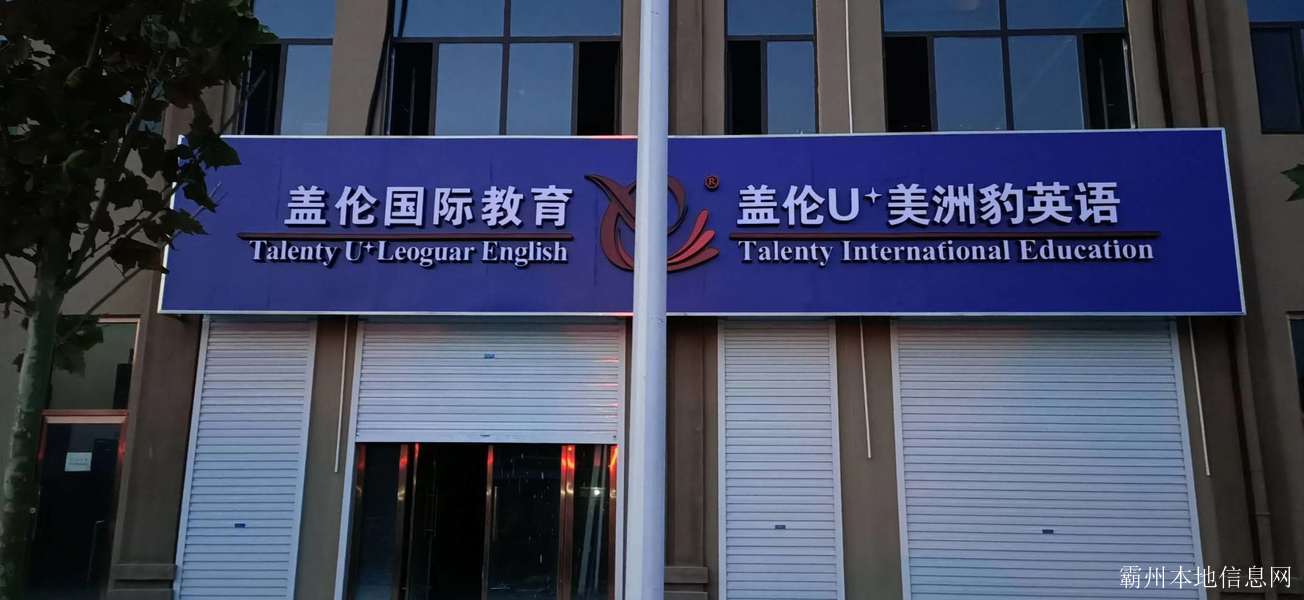 盖伦国际教育
Talenty U+Leoguar English
®
盖伦U+美洲豹英语
Talenty International Education
霸州本地信息网